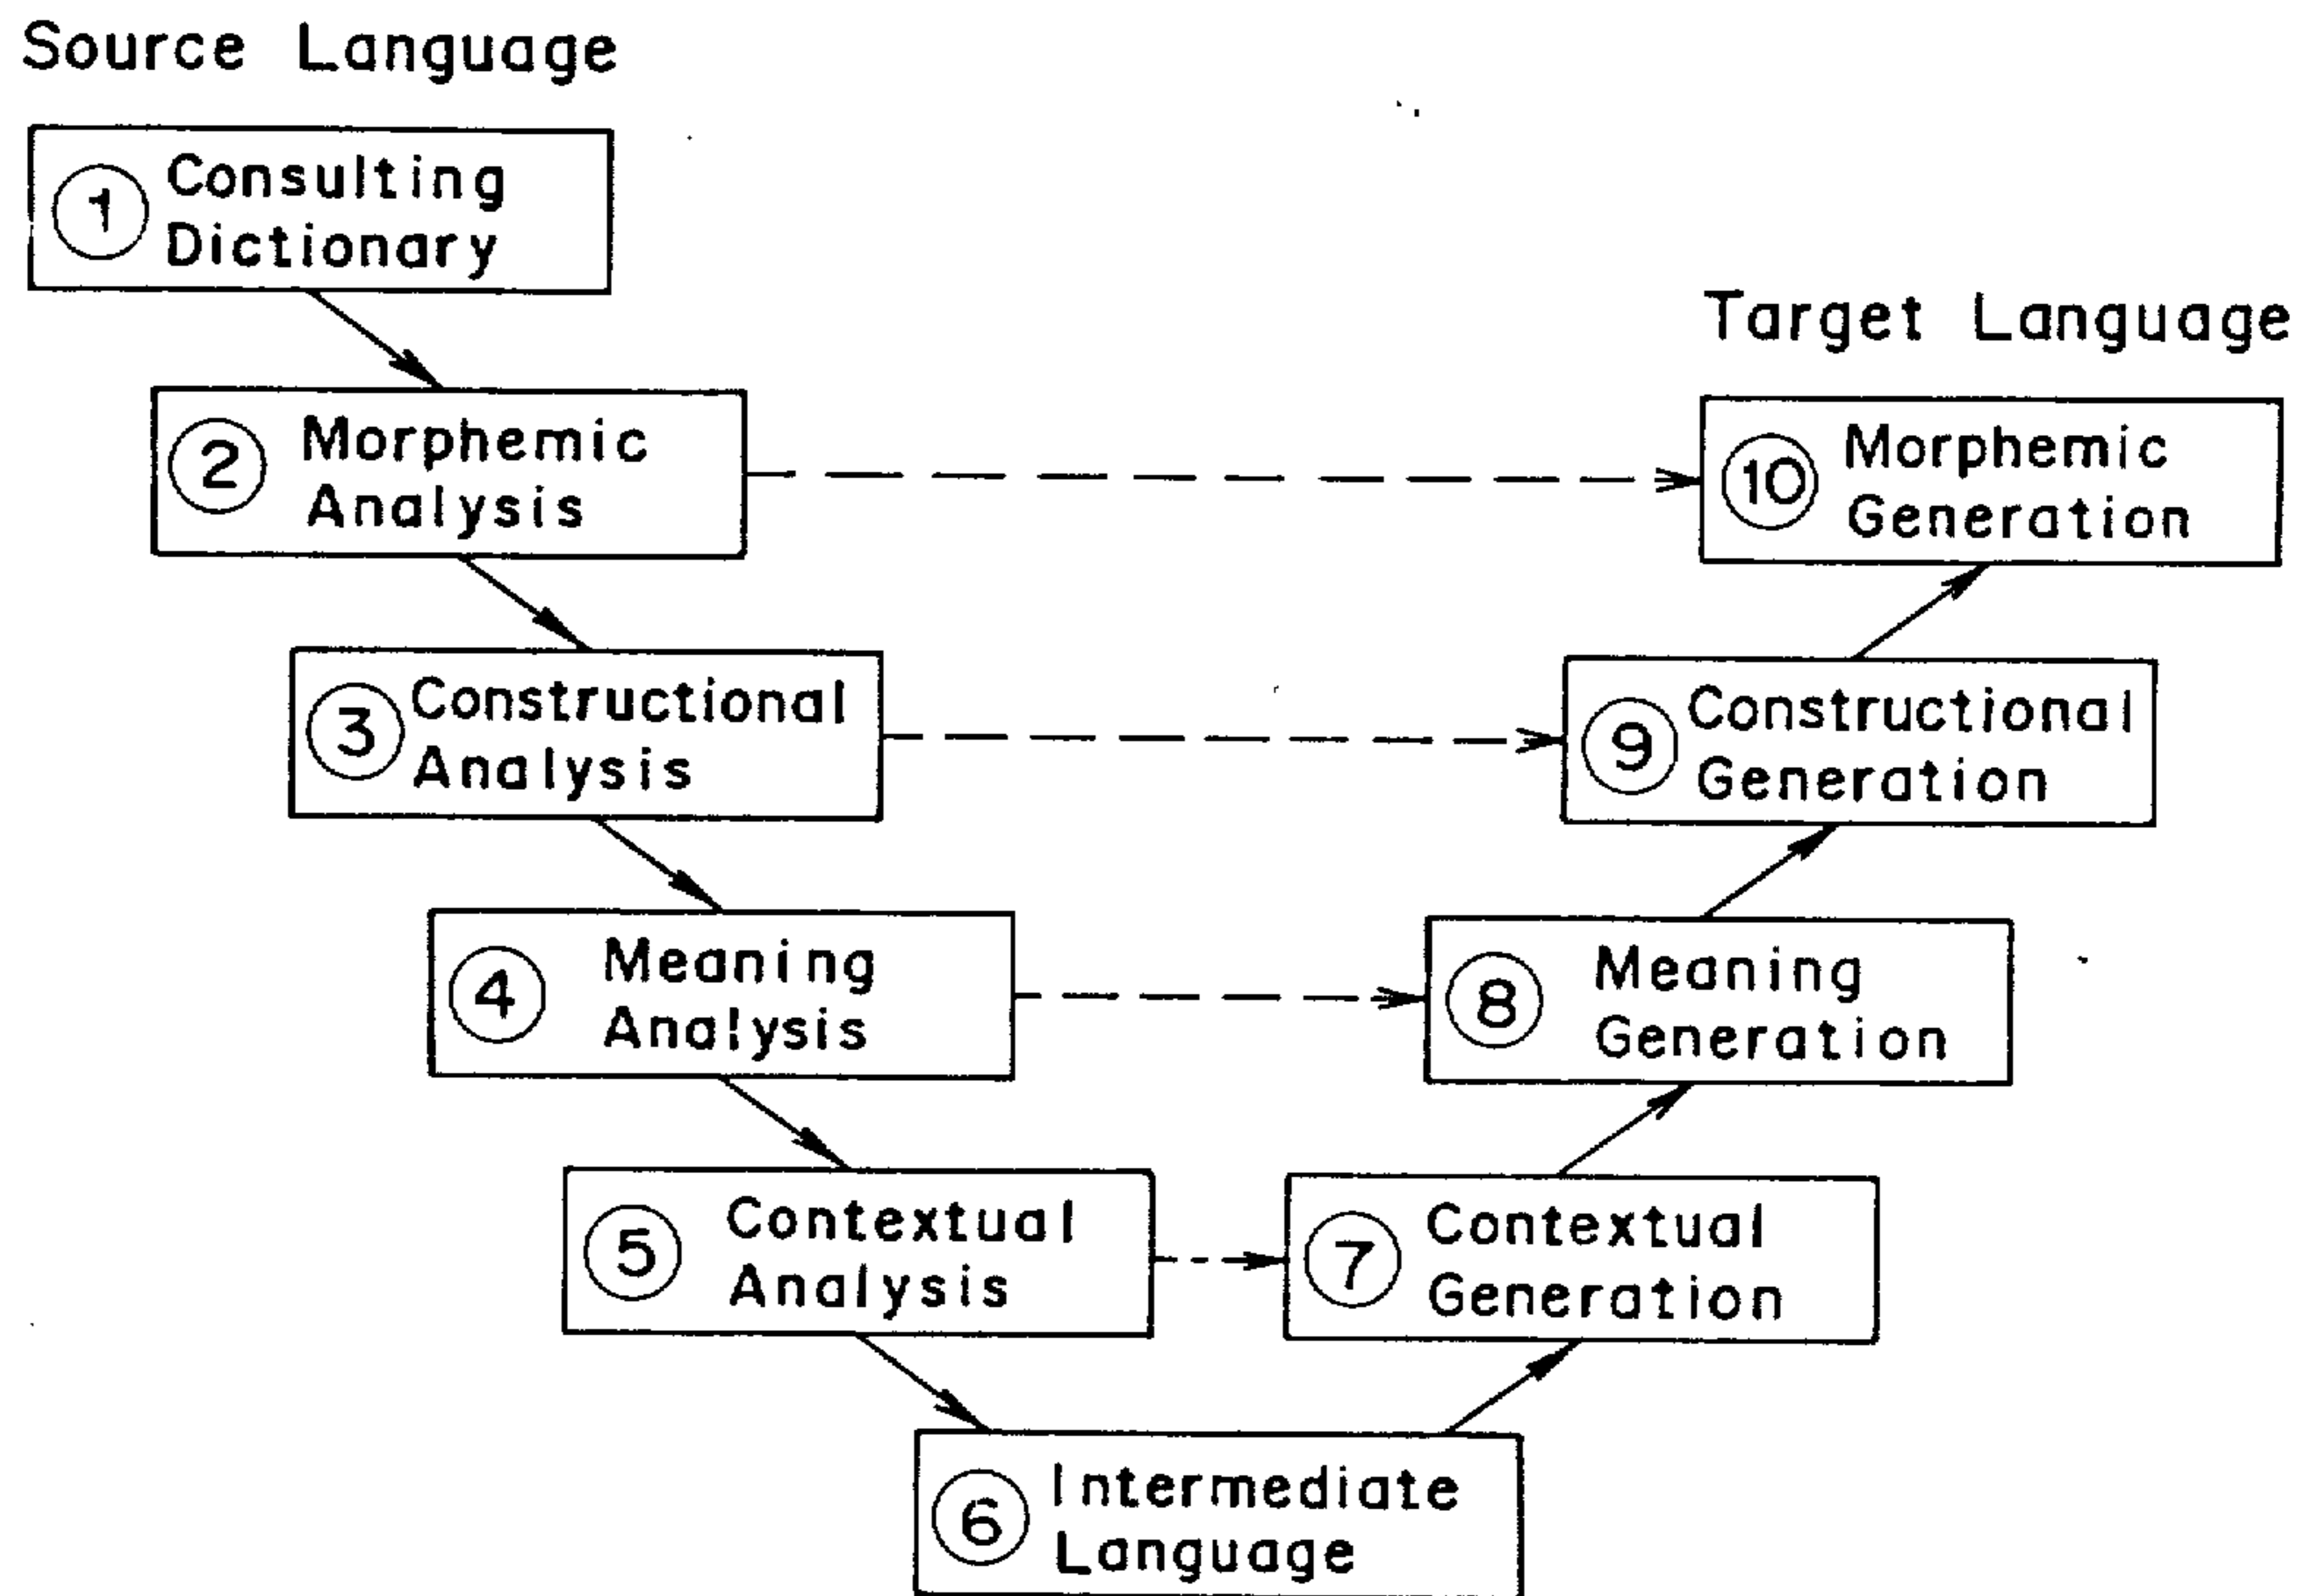 Source Language
1 Consulting
Dictionary
Target Language
2 Morphemic
Analysis
10 Morphemic
Generation
3 Constructional
Analysis
9 Constructional
Generation
4 Meaning
Analysis
8 Meaning
Generation
5 Contextual
Analysis
7 Contextual
Generation
6 Intermediate
Language